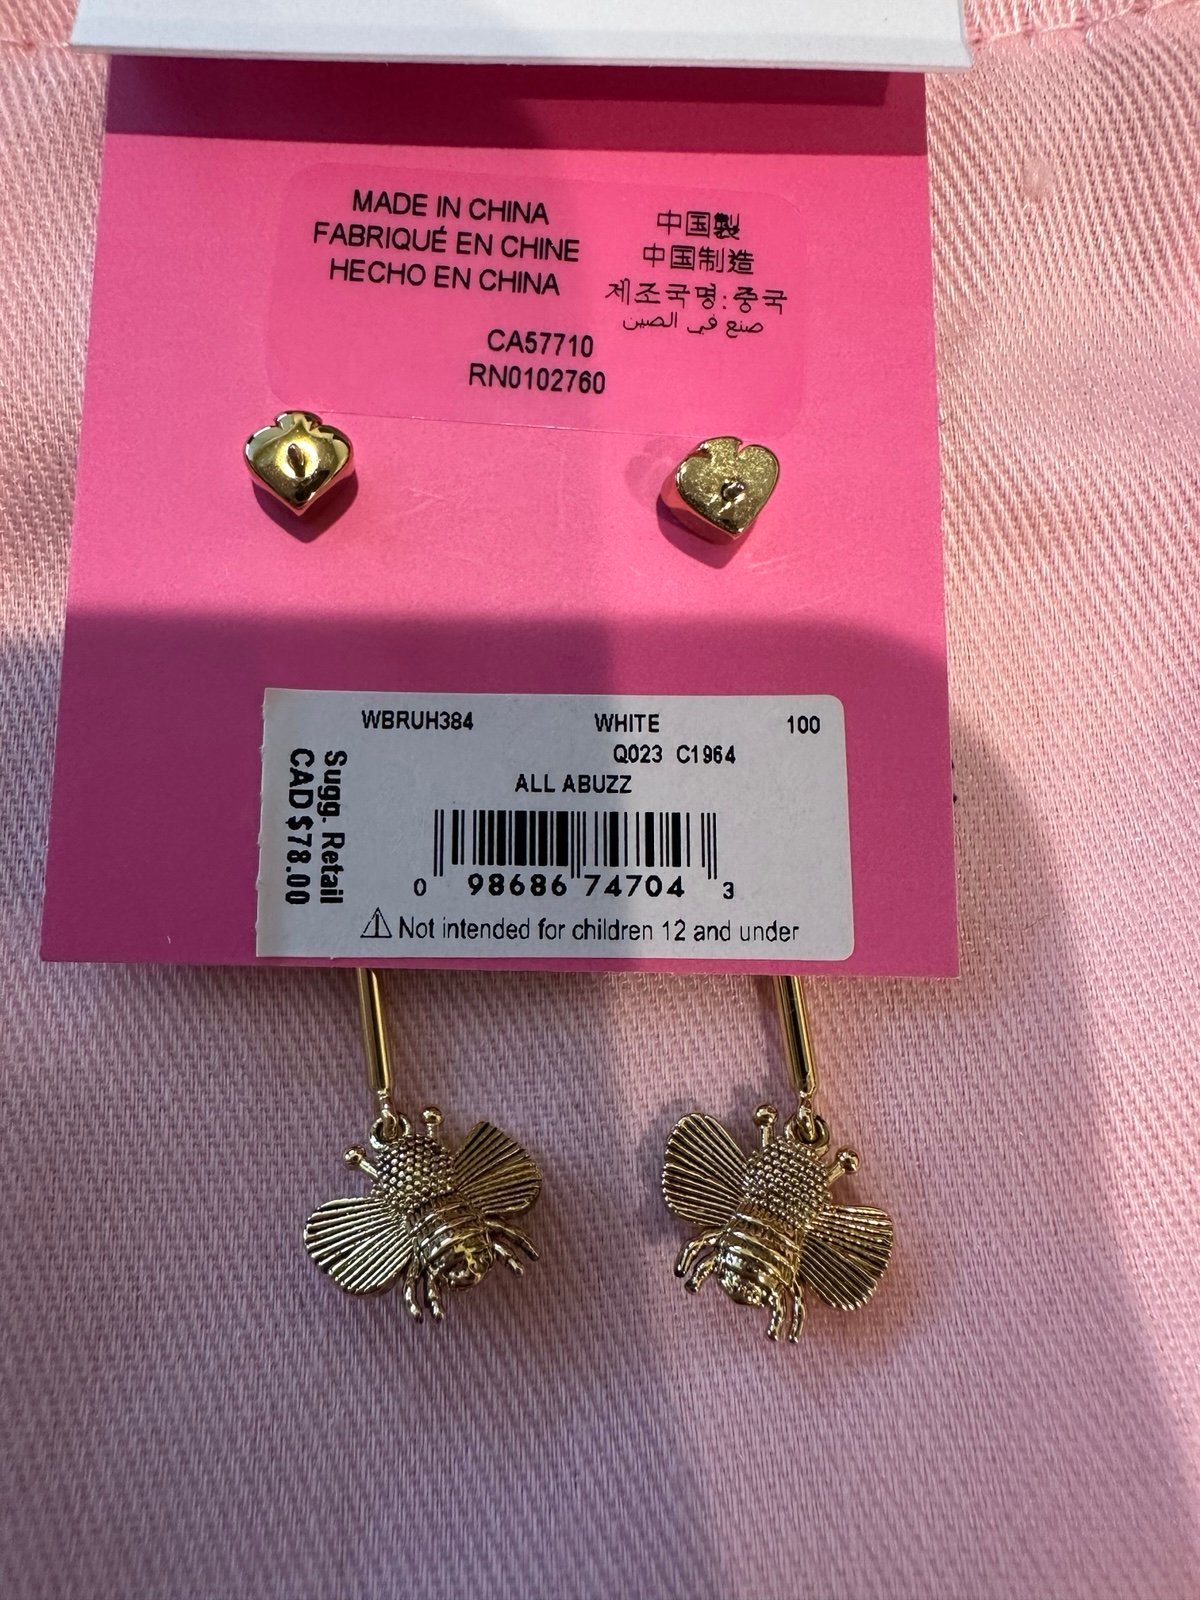 MADE IN CHINA
FABRIQUÉ EN CHINE
HECHO EN CHINA
中国製
中国制造
제조국명:중국
صنع في الصين
CA57710
RN0102760
WBRUH384 WHITE 100
Q023 C1964
ALL ABUZZ
Sugg. Retail
CAD $78.00
0 98686 74704 3
⚠ Not intended for children 12 and under